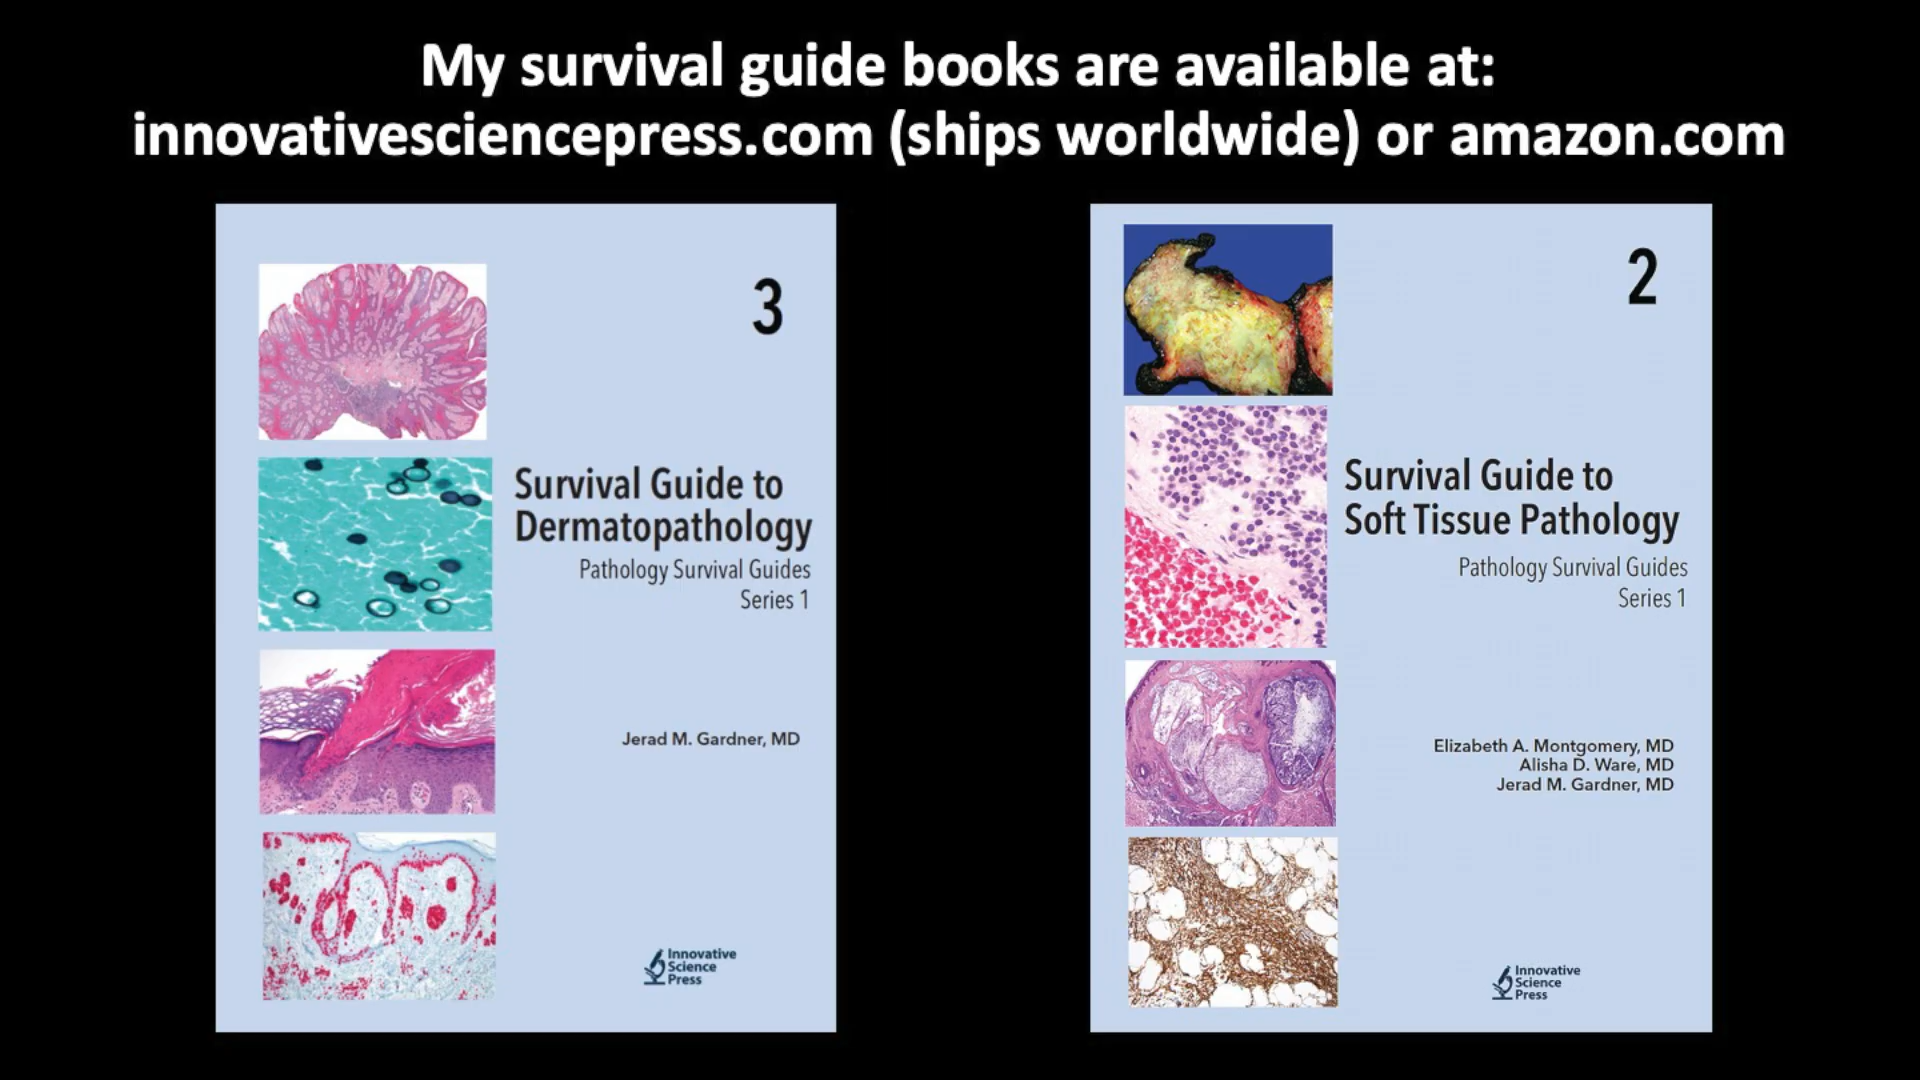 My survival guide books are available at:
innovativesciencepress.com (ships worldwide) or amazon.com
3
Survival Guide to
Dermatopathology
Pathology Survival Guides
Series 1
Jerad M. Gardner, MD
Innovative
Science
Press
2
Survival Guide to
Soft Tissue Pathology
Pathology Survival Guides
Series 1
Elizabeth A. Montgomery, MD
Alisha D. Ware, MD
Jerad M. Gardner, MD
Innovative
Science
Press